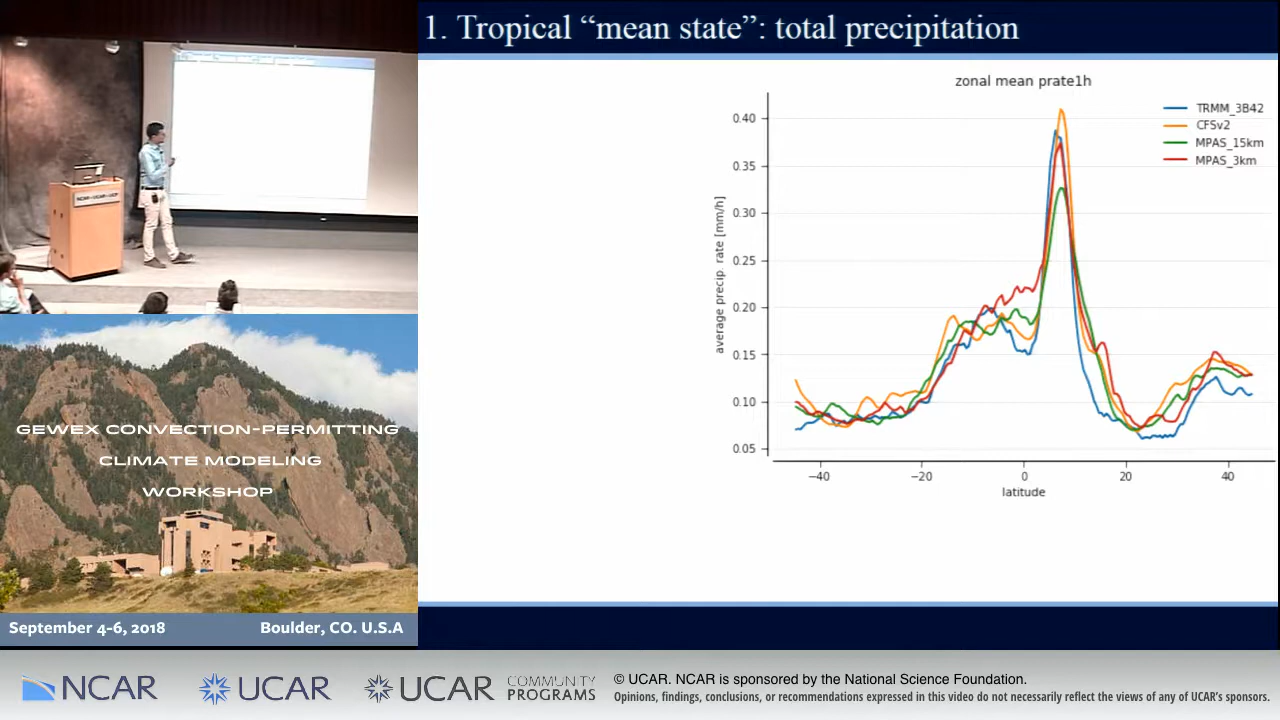 1. Tropical “mean state”: total precipitation
zonal mean prate1h
TRMM_3B42
CFSv2
MPAS_15km
MPAS_3km
0.40
0.35
0.30
0.25
0.20
0.15
0.10
0.05
average precip. rate [mm/h]
−40
−20
0
20
40
latitude
NCAR
UCAR
UCP
GEWEX CONVECTION-PERMITTING
CLIMATE MODELING
WORKSHOP
September 4-6, 2018
Boulder, CO. U.S.A
NCAR
UCAR
UCAR
COMMUNITY
PROGRAMS
© UCAR. NCAR is sponsored by the National Science Foundation.
Opinions, findings, conclusions, or recommendations expressed in this video do not necessarily reflect the views of any of UCAR's sponsors.